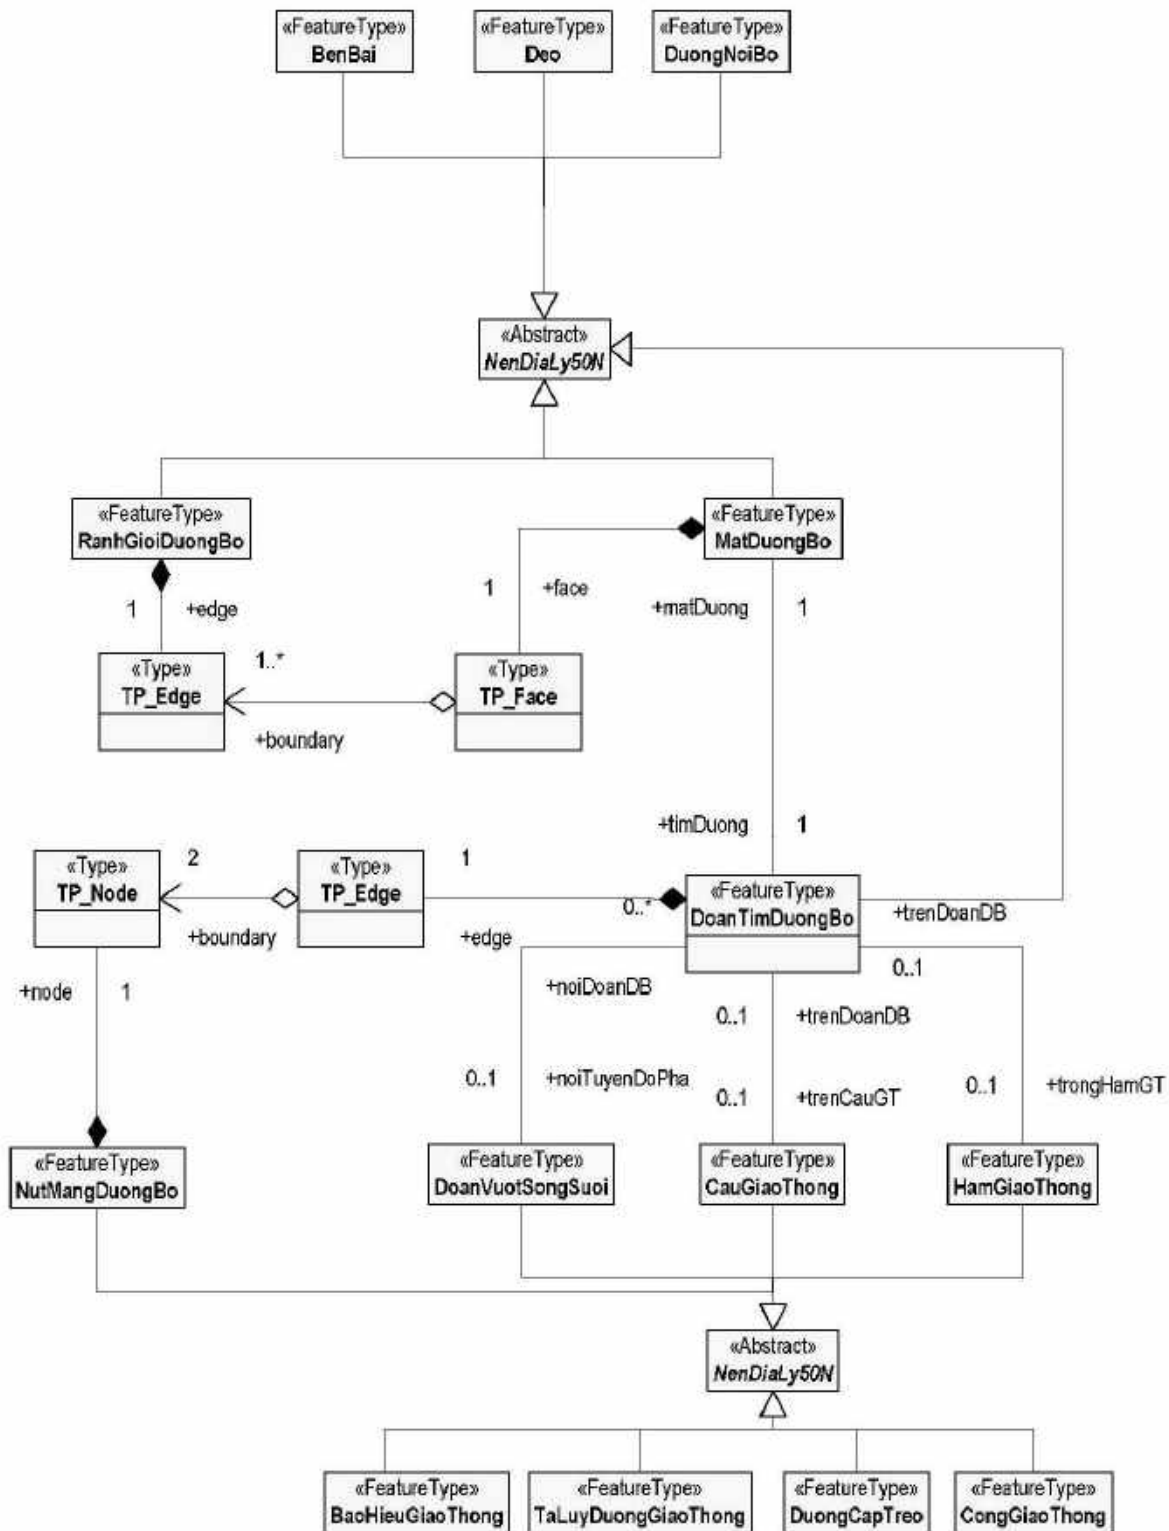 «FeatureType»
BenBai
«FeatureType»
Deo
«FeatureType»
DuongNoiBo
«Abstract»
NenDiaLy50N
«FeatureType»
RanhGioiDuongBo
«FeatureType»
MatDuongBo
1
+edge
1
+face
+matDuong
1
«Type»
TP_Edge
1..*
+boundary
«Type»
TP_Face
+timDuong
1
«Type»
TP_Node
2
+boundary
«Type»
TP_Edge
1
+edge
0..*
«FeatureType»
DoanTimDuongBo
+trenDoanDB
0..1
+node
1
+noiDoanDB
0..1
+trenDoanDB
0..1
+noiTuyenDoPha
0..1
+trenCauGT
0..1
+trongHamGT
«FeatureType»
NutMangDuongBo
«FeatureType»
DoanVuotSongSuoi
«FeatureType»
CauGiaoThong
«FeatureType»
HamGiaoThong
«Abstract»
NenDiaLy50N
«FeatureType»
BaoHieuGiaoThong
«FeatureType»
TaLuyDuongGiaoThong
«FeatureType»
DuongCapTreo
«FeatureType»
CongGiaoThong